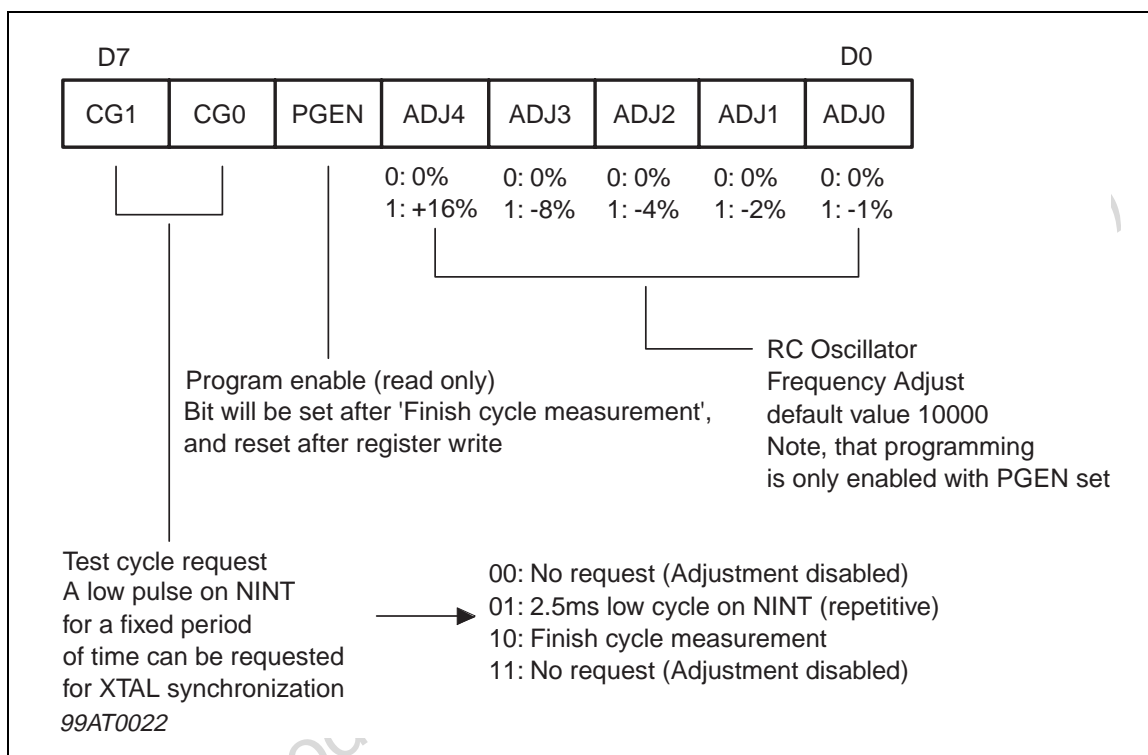 D7 D0
CG1 CG0 PGEN ADJ4 ADJ3 ADJ2 ADJ1 ADJ0
0: 0% 0: 0% 0: 0% 0: 0% 0: 0%
1: +16% 1: -8% 1: -4% 1: -2% 1: -1%
RC Oscillator
Frequency Adjust
default value 10000
Note, that programming
is only enabled with PGEN set
Program enable (read only)
Bit will be set after 'Finish cycle measurement',
and reset after register write
Test cycle request
A low pulse on NINT
for a fixed period
of time can be requested
for XTAL synchronization
00: No request (Adjustment disabled)
01: 2.5ms low cycle on NINT (repetitive)
10: Finish cycle measurement
11: No request (Adjustment disabled)
99AT0022